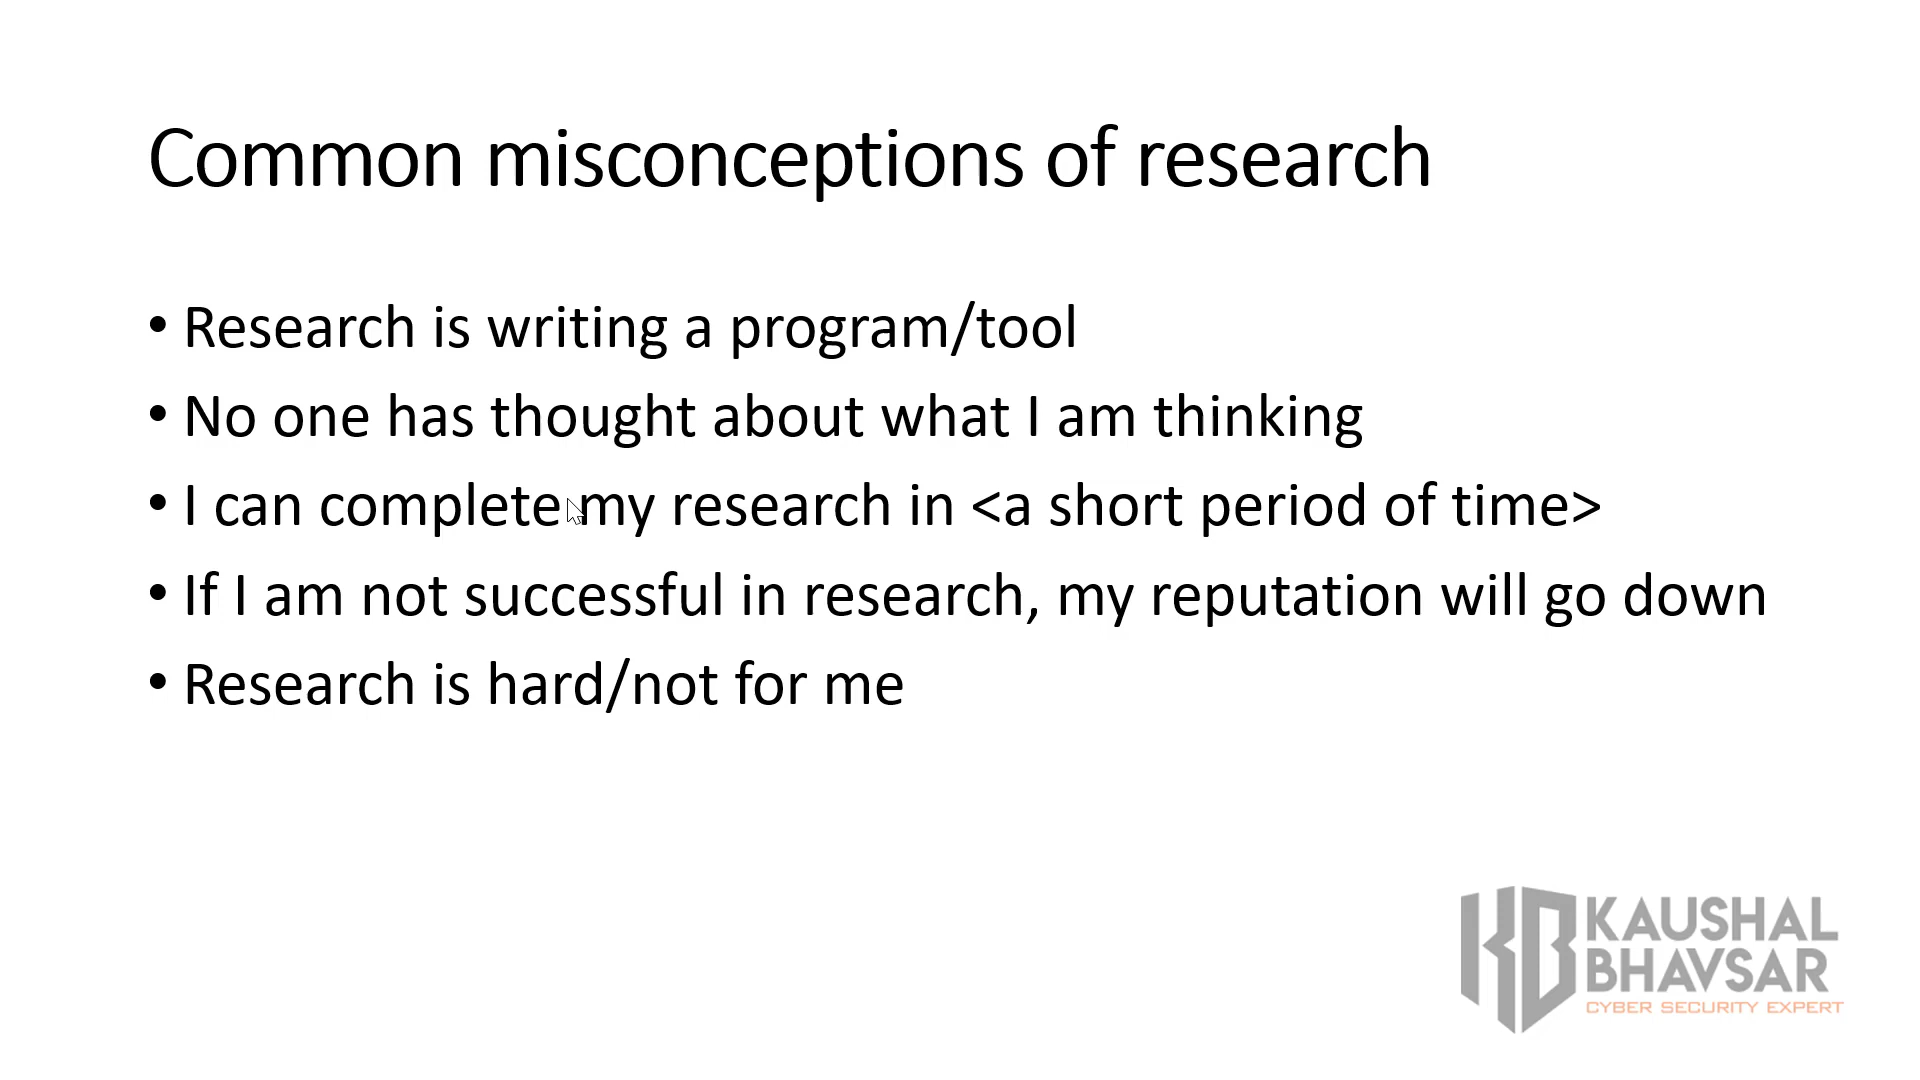 Common misconceptions of research
• Research is writing a program/tool
• No one has thought about what I am thinking
• I can complete my research in <a short period of time>
• If I am not successful in research, my reputation will go down
• Research is hard/not for me
KB
KAUSHAL
BHAVSAR
CYBER SECURITY EXPERT